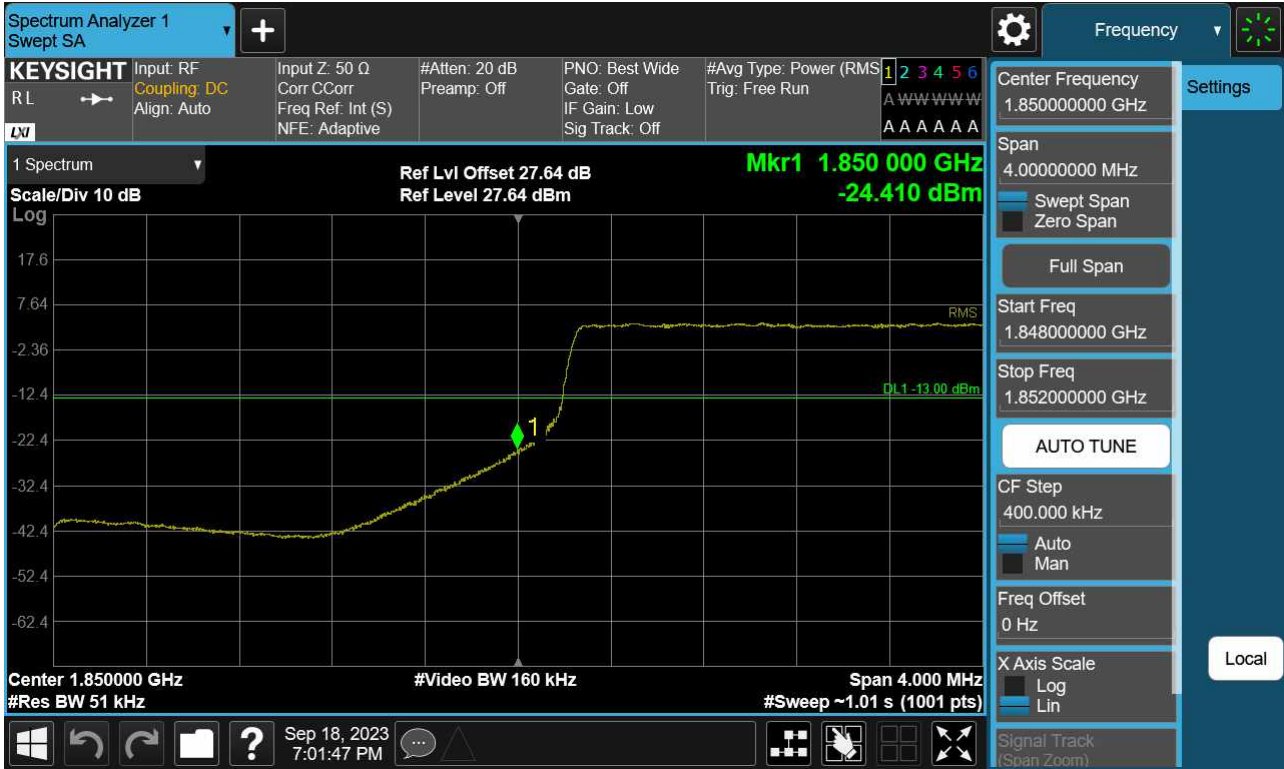 Spectrum Analyzer 1
Swept SA
+
Frequency
KEYSIGHT
R L
LXI
Input: RF
Coupling: DC
Align: Auto
Input Z: 50 Ω
Corr CCorr
Freq Ref: Int (S)
NFE: Adaptive
#Atten: 20 dB
Preamp: Off
PNO: Best Wide
Gate: Off
IF Gain: Low
Sig Track: Off
#Avg Type: Power (RMS
Trig: Free Run
1 2 3 4 5 6
A W W W W W
A A A A A A
1 Spectrum
Scale/Div 10 dB
Log
Ref Lvl Offset 27.64 dB
Ref Level 27.64 dBm
Mkr1 1.850 000 GHz
-24.410 dBm
17.6
7.64
-2.36
-12.4
-22.4
-32.4
-42.4
-52.4
-62.4
RMS
DL1 -13.00 dBm
1
Center 1.850000 GHz
#Res BW 51 kHz
#Video BW 160 kHz
Span 4.000 MHz
#Sweep ~1.01 s (1001 pts)
Center Frequency
1.850000000 GHz
Span
4.00000000 MHz
Swept Span
Zero Span
Full Span
Start Freq
1.848000000 GHz
Stop Freq
1.852000000 GHz
AUTO TUNE
CF Step
400.000 kHz
Auto
Man
Freq Offset
0 Hz
X Axis Scale
Log
Lin
Signal Track
(Span Zoom)
Settings
Local
?
Sep 18, 2023
7:01:47 PM